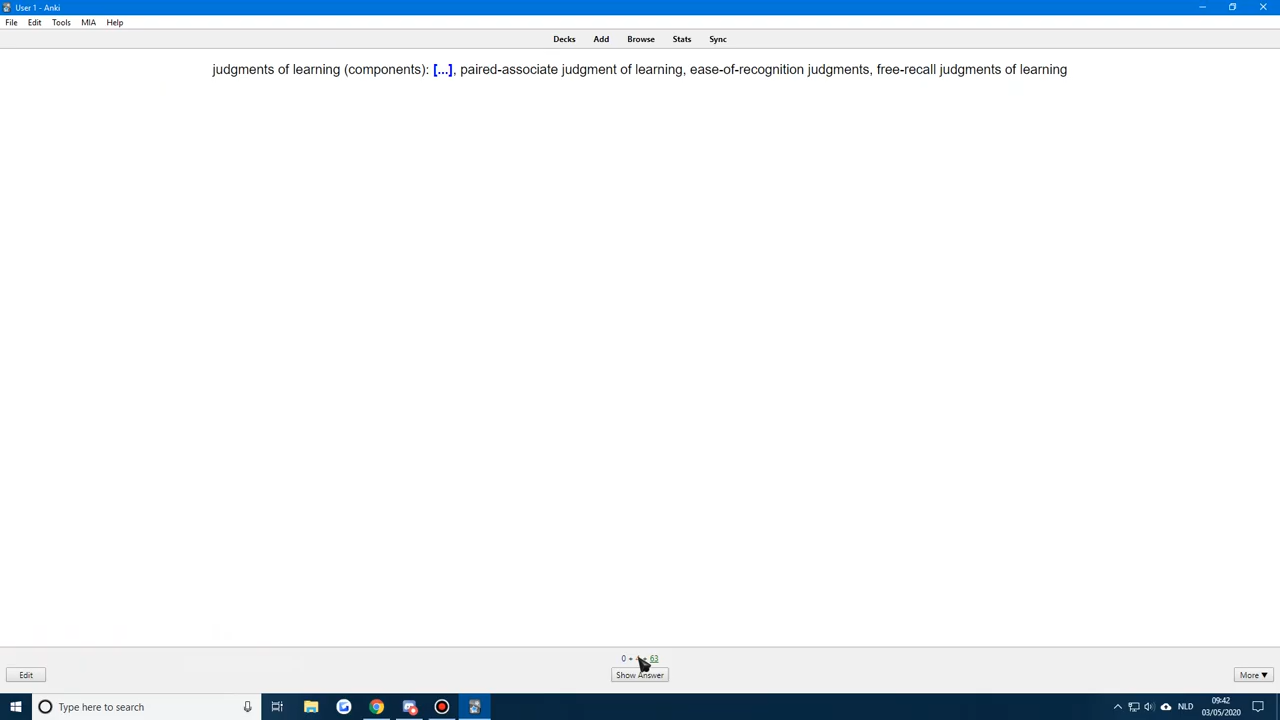 User 1 - Anki
File Edit Tools MIA Help
Decks Add Browse Stats Sync
judgments of learning (components): [...], paired-associate judgment of learning, ease-of-recognition judgments, free-recall judgments of learning
0 + + 63
Edit Show Answer More ▼
Type here to search
NLD
09:42
03/05/2020